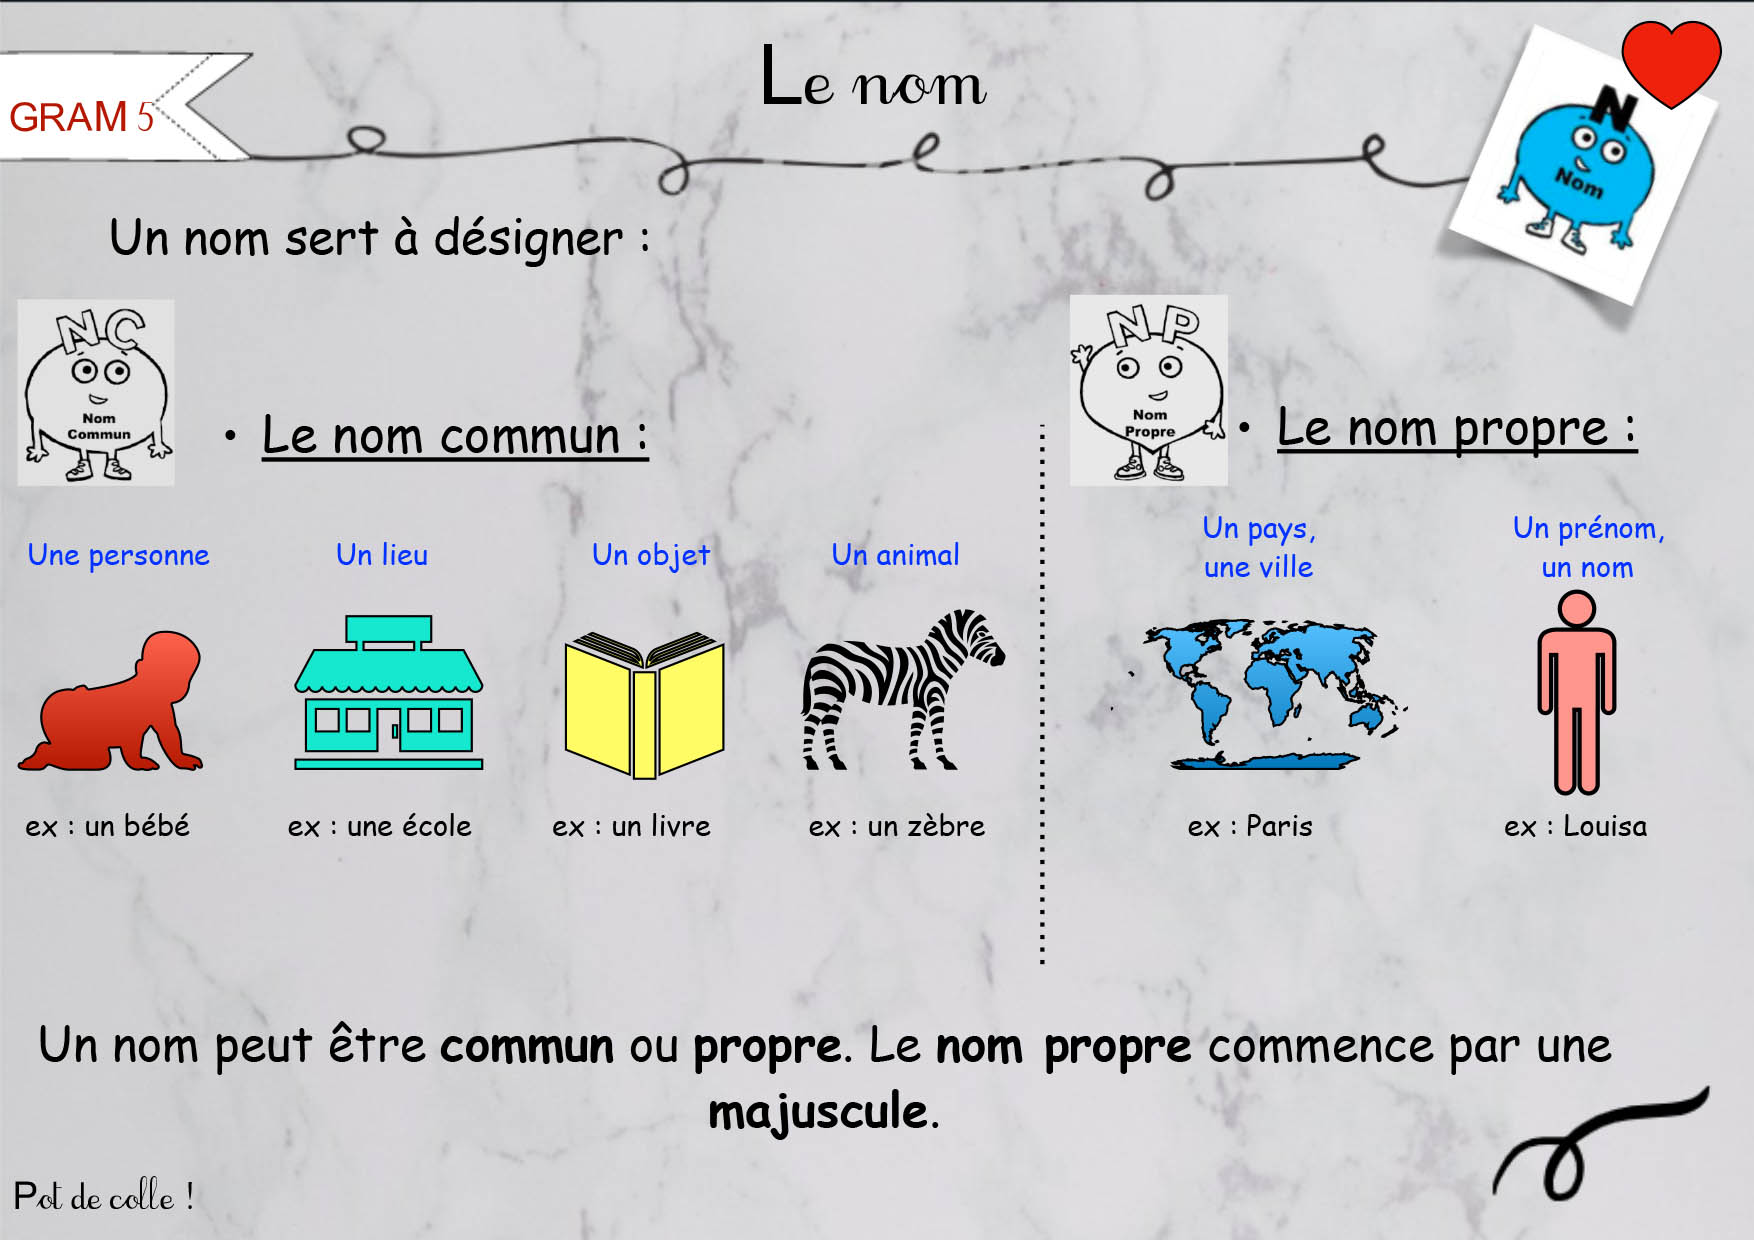 Le nom
GRAM 5
N
Nom
Un nom sert à désigner :
NC
Nom
Commun
• Le nom commun :
NP
Nom
Propre
• Le nom propre :
Une personne
Un lieu
Un objet
Un animal
Un pays,
une ville
Un prénom,
un nom
ex : un bébé
ex : une école
ex : un livre
ex : un zèbre
ex : Paris
ex : Louisa
Un nom peut être commun ou propre. Le nom propre commence par une
majuscule.
Pot de colle !